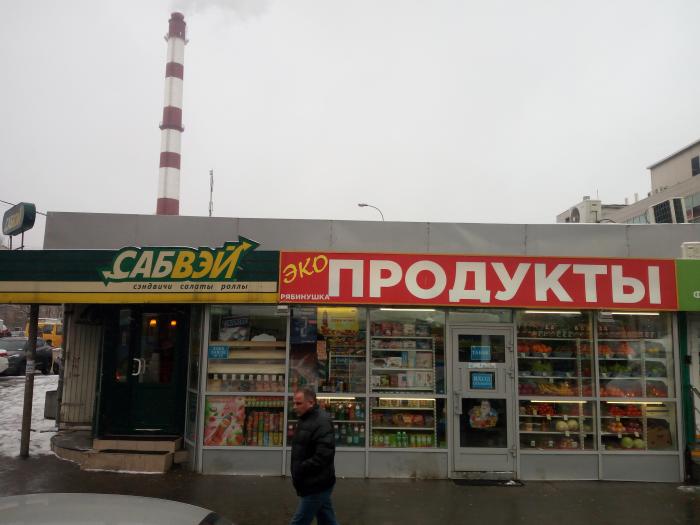 САБВЭЙ
сэндвичи салаты роллы
ЭКО
РЯБИНУШКА
ПРОДУКТЫ